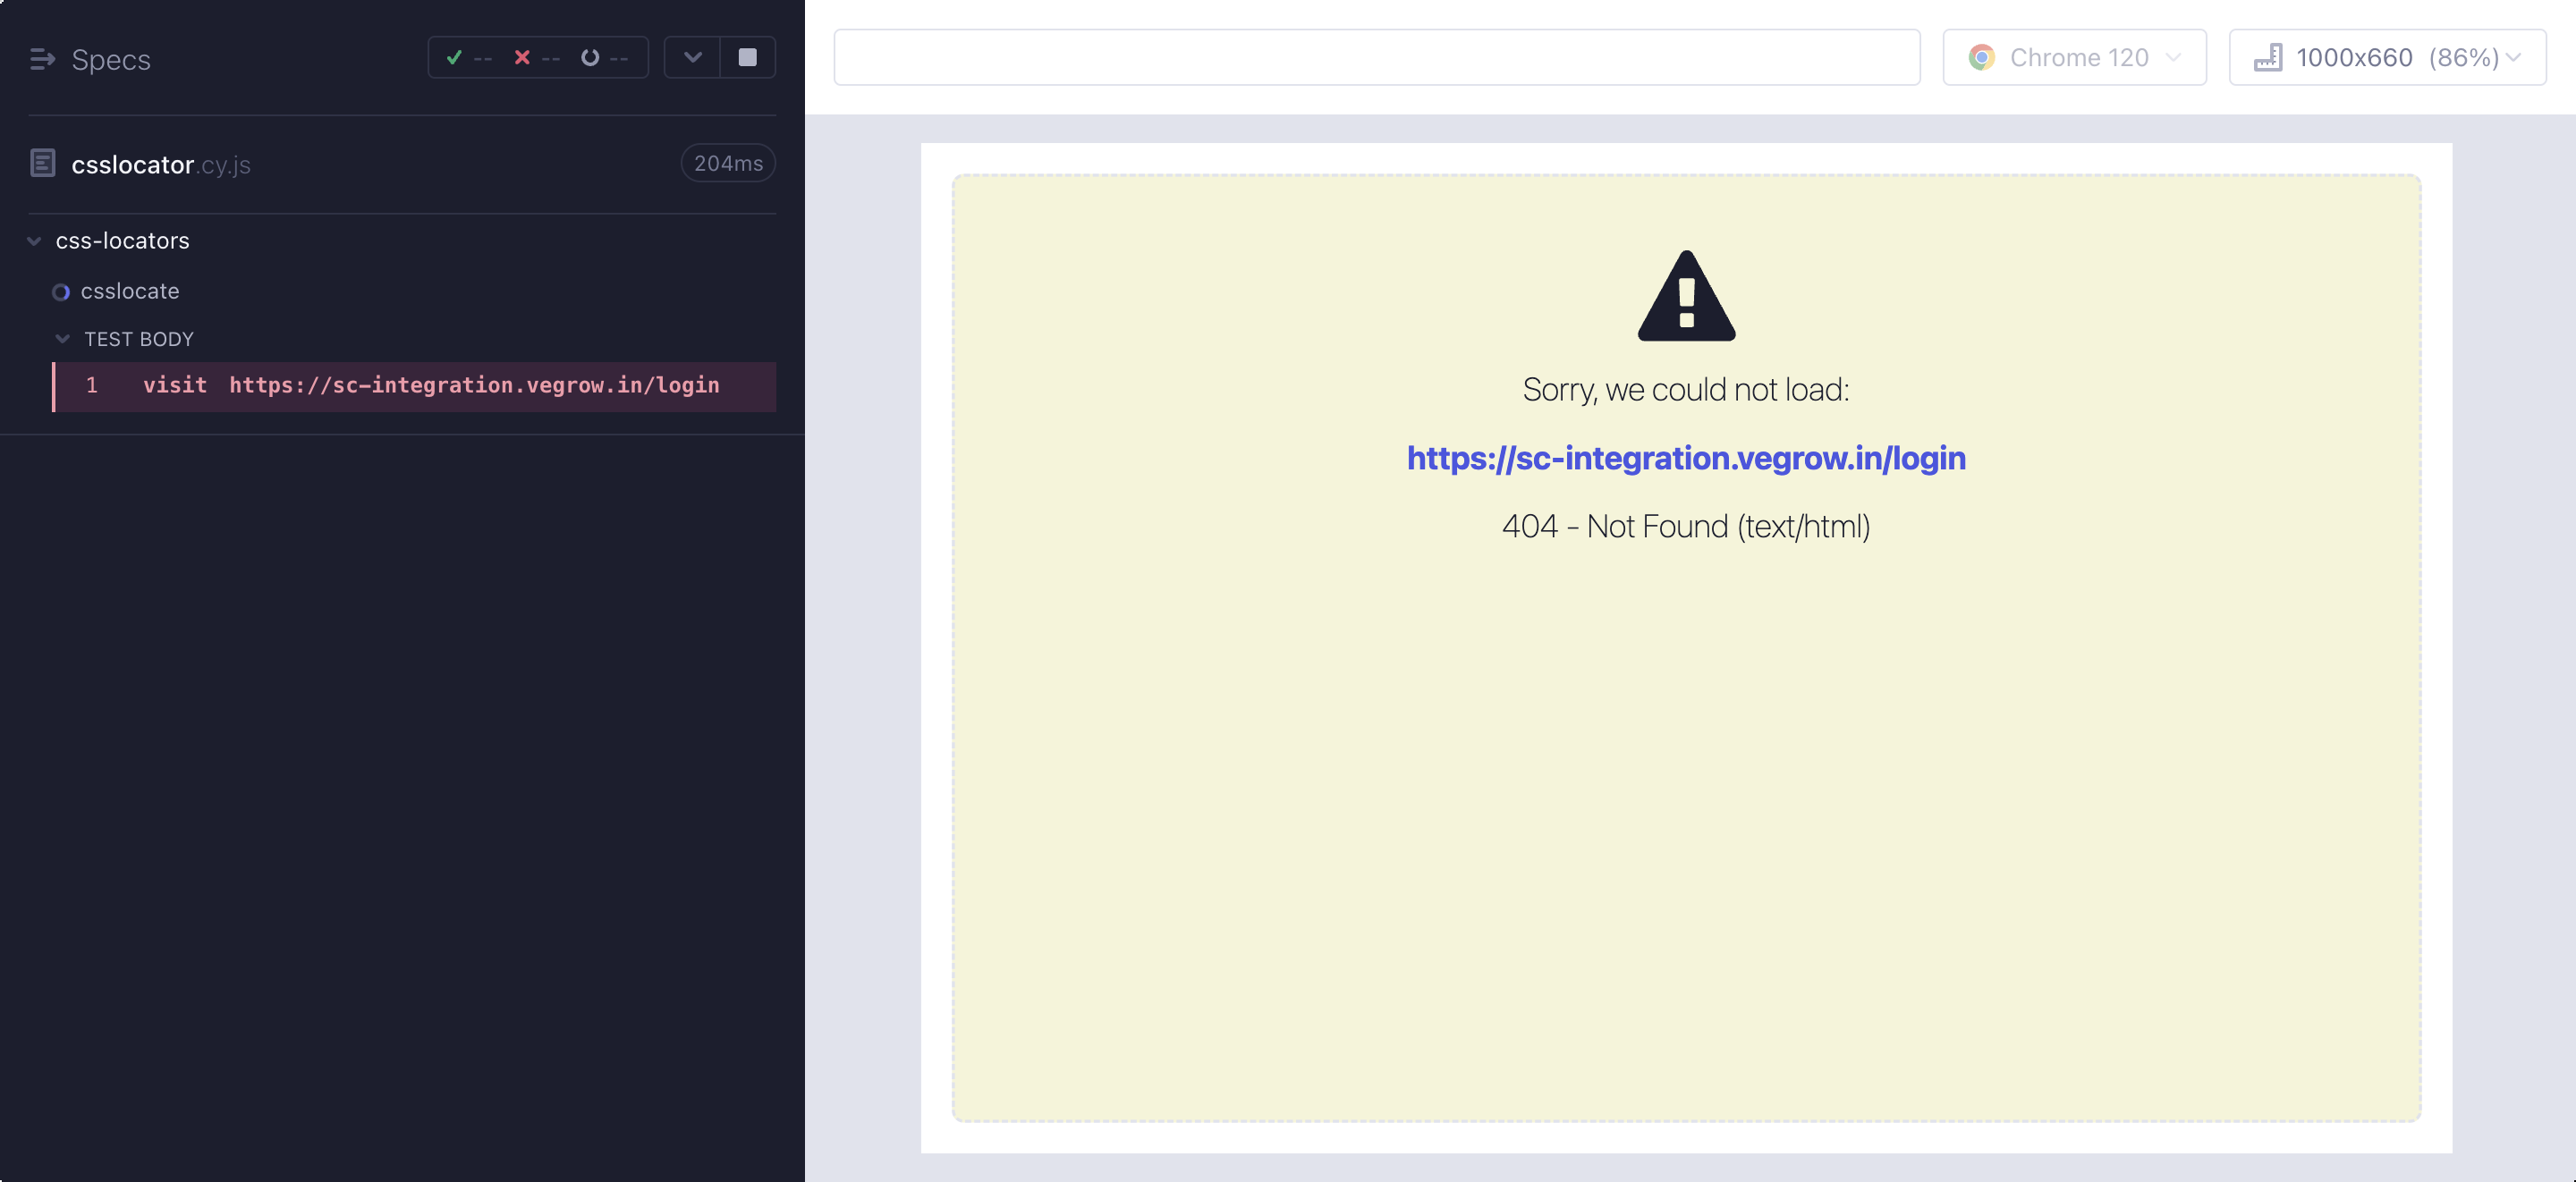 Specs
-- -- --
csslocator.cy.js
204ms
css-locators
csslocate
TEST BODY
1 visit https://sc-integration.vegrow.in/login
Chrome 120
1000x660 (86%)
Sorry, we could not load:
https://sc-integration.vegrow.in/login
404 - Not Found (text/html)